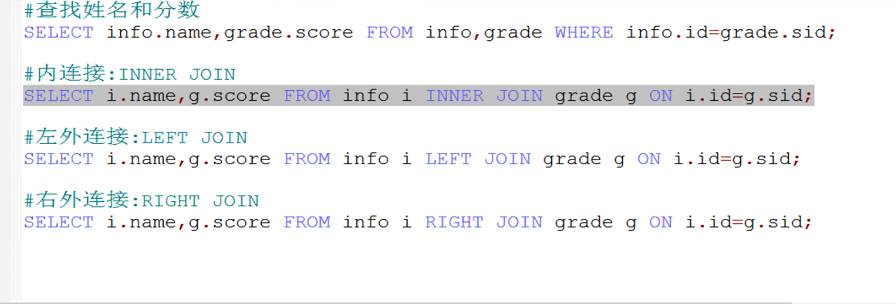 #查找姓名和分数
SELECT info.name,grade.score FROM info,grade WHERE info.id=grade.sid;
#内连接:INNER JOIN
SELECT i.name,g.score FROM info i INNER JOIN grade g ON i.id=g.sid;
#左外连接:LEFT JOIN
SELECT i.name,g.score FROM info i LEFT JOIN grade g ON i.id=g.sid;
#右外连接:RIGHT JOIN
SELECT i.name,g.score FROM info i RIGHT JOIN grade g ON i.id=g.sid;